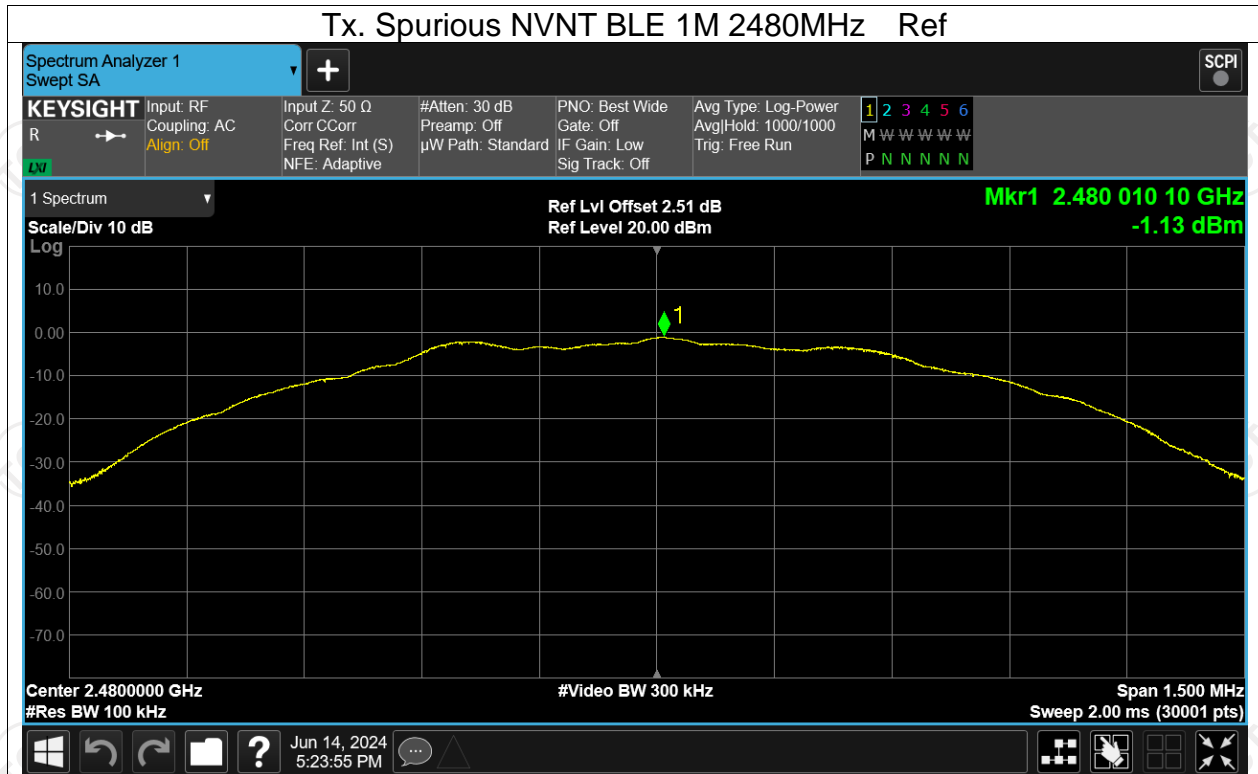 Tx. Spurious NVNT BLE 1M 2480MHz Ref
Spectrum Analyzer 1
Swept SA
+
SCPI
KEYSIGHT
R
LXI
Input: RF
Coupling: AC
Align: Off
Input Z: 50 Ω
Corr CCorr
Freq Ref: Int (S)
NFE: Adaptive
#Atten: 30 dB
Preamp: Off
µW Path: Standard
PNO: Best Wide
Gate: Off
IF Gain: Low
Sig Track: Off
Avg Type: Log-Power
Avg|Hold: 1000/1000
Trig: Free Run
1 2 3 4 5 6
M W W W W W
P N N N N N
1 Spectrum
Scale/Div 10 dB
Ref Lvl Offset 2.51 dB
Ref Level 20.00 dBm
Mkr1 2.480 010 10 GHz
-1.13 dBm
Log
10.0
0.00
-10.0
-20.0
-30.0
-40.0
-50.0
-60.0
-70.0
1
Center 2.4800000 GHz
#Res BW 100 kHz
#Video BW 300 kHz
Span 1.500 MHz
Sweep 2.00 ms (30001 pts)
?
Jun 14, 2024
5:23:55 PM